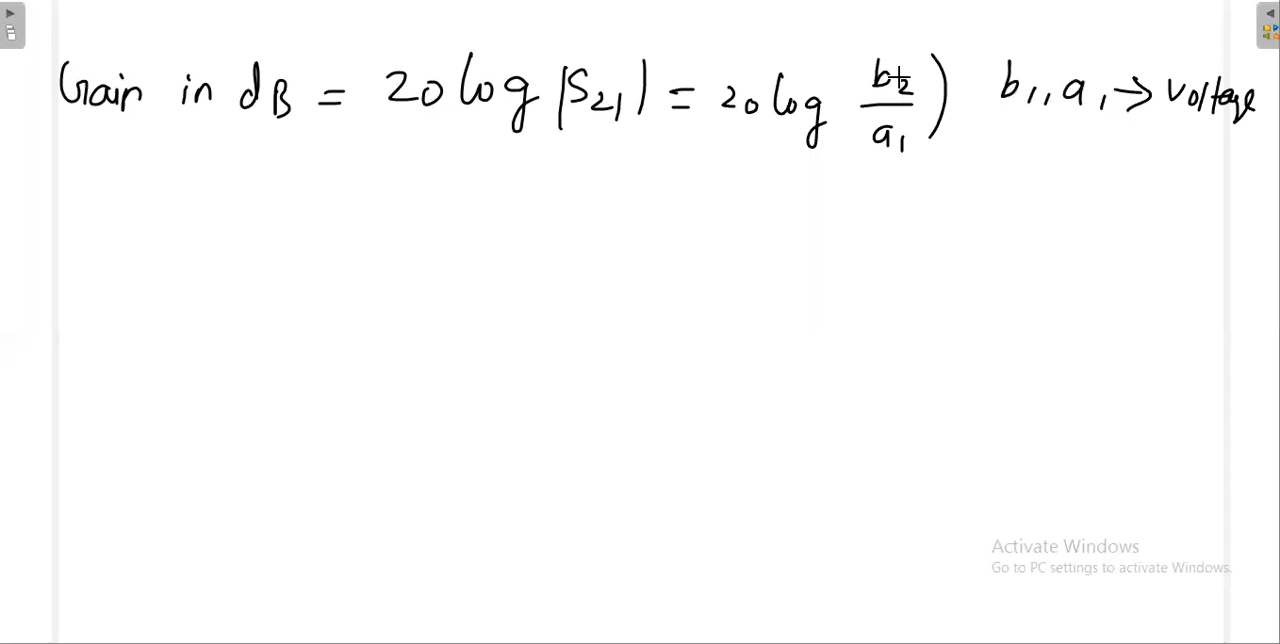 Gain in dB = 20 log |S21| = 20 log b2/a1) b1, a1 → voltage
Activate Windows
Go to PC settings to activate Windows.